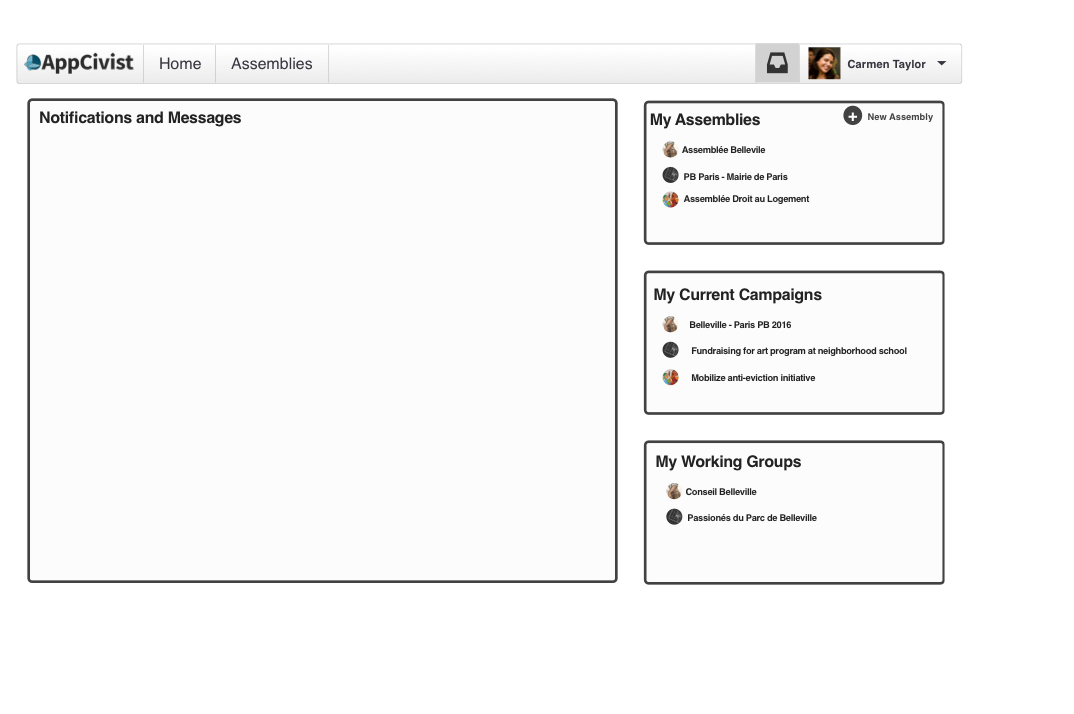 AppCivist
Home
Assemblies
Carmen Taylor
Notifications and Messages
My Assemblies
New Assembly
Assemblée Bellevile
PB Paris - Mairie de Paris
Assemblée Droit au Logement
My Current Campaigns
Belleville - Paris PB 2016
Fundraising for art program at neighborhood school
Mobilize anti-eviction initiative
My Working Groups
Conseil Belleville
Passionés du Parc de Belleville